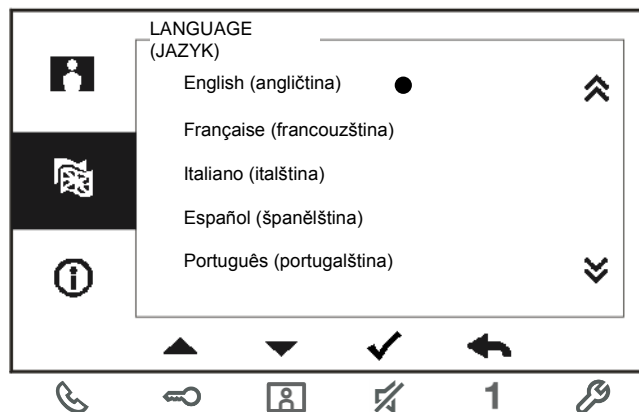 LANGUAGE
(JAZYK)
English (angličtina)
Française (francouzština)
Italiano (italština)
Español (španělština)
Português (portugalština)
1